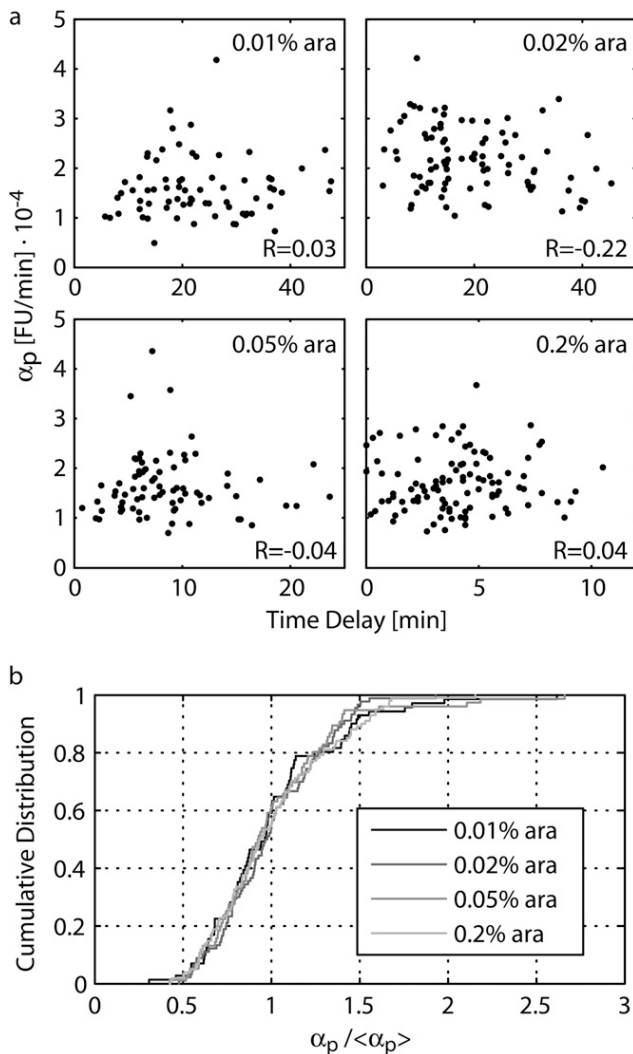 a
0.01% ara
0.02% ara
5
4
3
2
1
0
R=0.03
R=-0.22
20
40
20
40
αp [FU/min] · 10-4
0.05% ara
0.2% ara
5
4
3
2
1
0
R=-0.04
R=0.04
0
10
20
0
5
10
Time Delay [min]
b
1
0.8
0.6
0.4
0.2
0
Cumulative Distribution
0.01% ara
0.02% ara
0.05% ara
0.2% ara
0
0.5
1
1.5
2
2.5
3
αp /<αp>